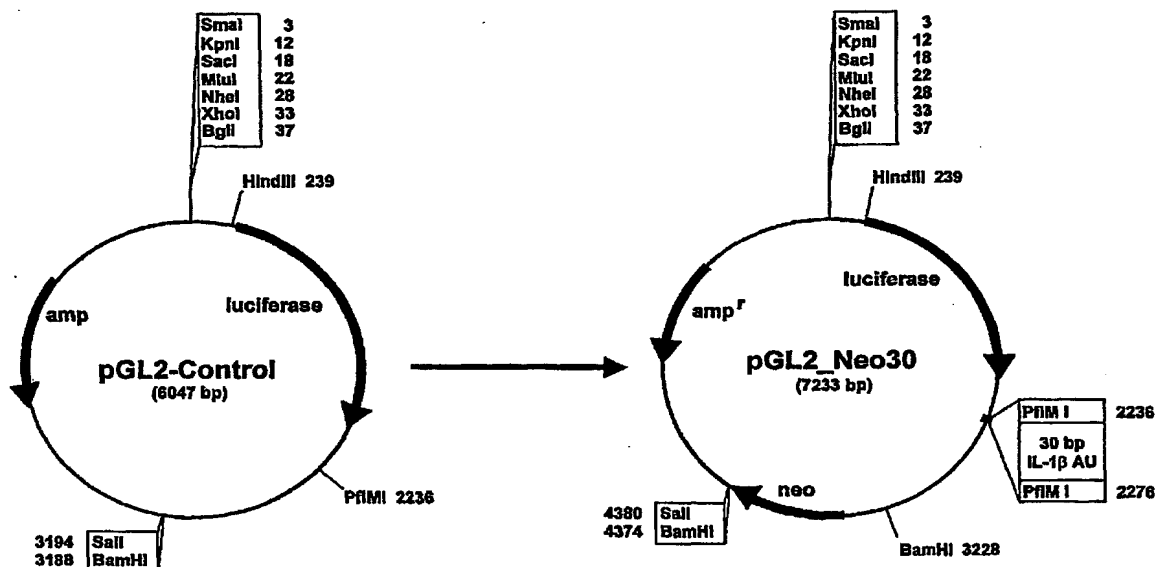 SmaI 3
KpnI 12
SacI 18
MluI 22
NheI 28
XhoI 33
BglI 37
HindIII 239
amp
luciferase
pGL2-Control
(6047 bp)
PflMI 2236
3194 SalI
3188 BamHI
SmaI 3
KpnI 12
SacI 18
MluI 22
NheI 28
XhoI 33
BglI 37
HindIII 239
luciferase
amp r
pGL2_Neo30
(7233 bp)
PflM I 2236
30 bp
IL-1β AU
PflM I 2276
neo
4380 SalI
4374 BamHI
BamHI 3228